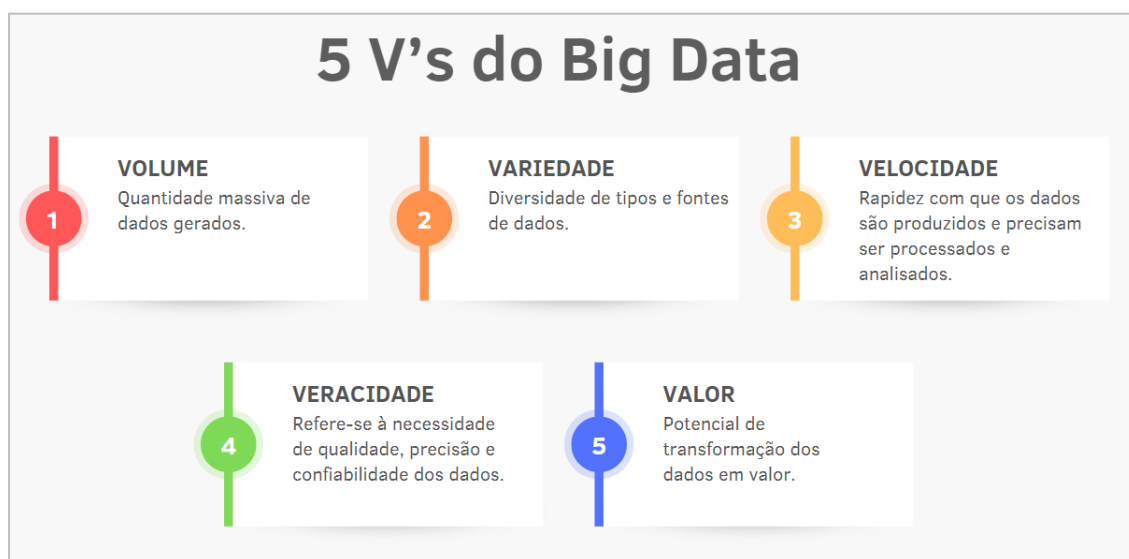 5 V's do Big Data
1
VOLUME
Quantidade massiva de
dados gerados.
2
VARIEDADE
Diversidade de tipos e fontes
de dados.
3
VELOCIDADE
Rapidez com que os dados
são produzidos e precisam
ser processados e
analisados.
4
VERACIDADE
Refere-se à necessidade
de qualidade, precisão e
confiabilidade dos dados.
5
VALOR
Potencial de
transformação dos
dados em valor.